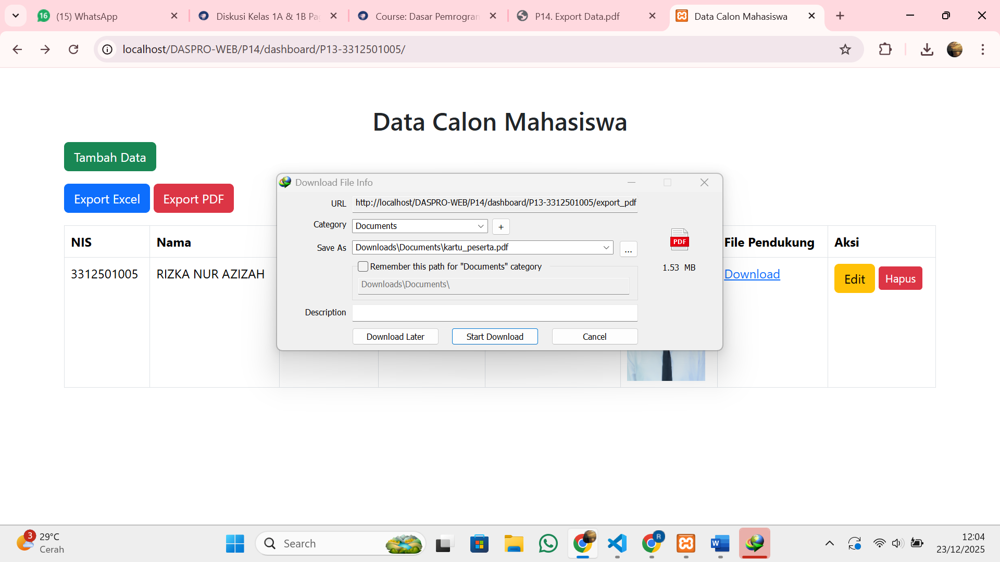 16 (15) WhatsApp
Diskusi Kelas 1A & 1B Pag
Course: Dasar Pemrogran
P14. Export Data.pdf
Data Calon Mahasiswa
localhost/DASPRO-WEB/P14/dashboard/P13-3312501005/
Data Calon Mahasiswa
Tambah Data
Export Excel Export PDF
Download File Info
URL http://localhost/DASPRO-WEB/P14/dashboard/P13-3312501005/export_pdf
Category Documents +
Save As Downloads\Documents\kartu_peserta.pdf ...
Remember this path for "Documents" category
Downloads\Documents\
Description
Download Later Start Download Cancel
PDF
1.53 MB
NIS Nama File Pendukung Aksi
3312501005 RIZKA NUR AZIZAH Download Edit Hapus
3 29°C
Cerah
Search
R
W
12:04
23/12/2025